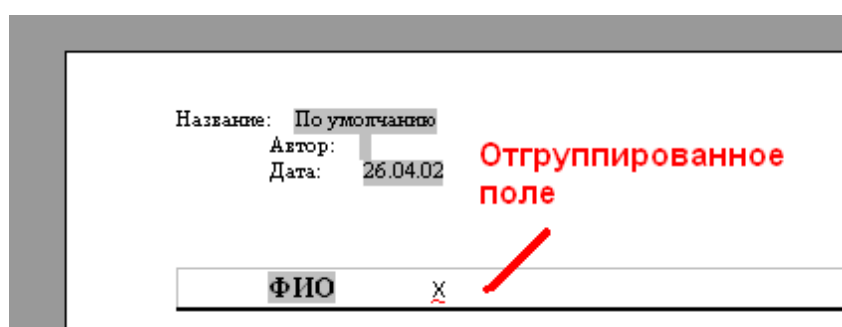 Название: По умолчанию
Автор:
Дата: 26.04.02
Отгруппированное
поле
ФИО X